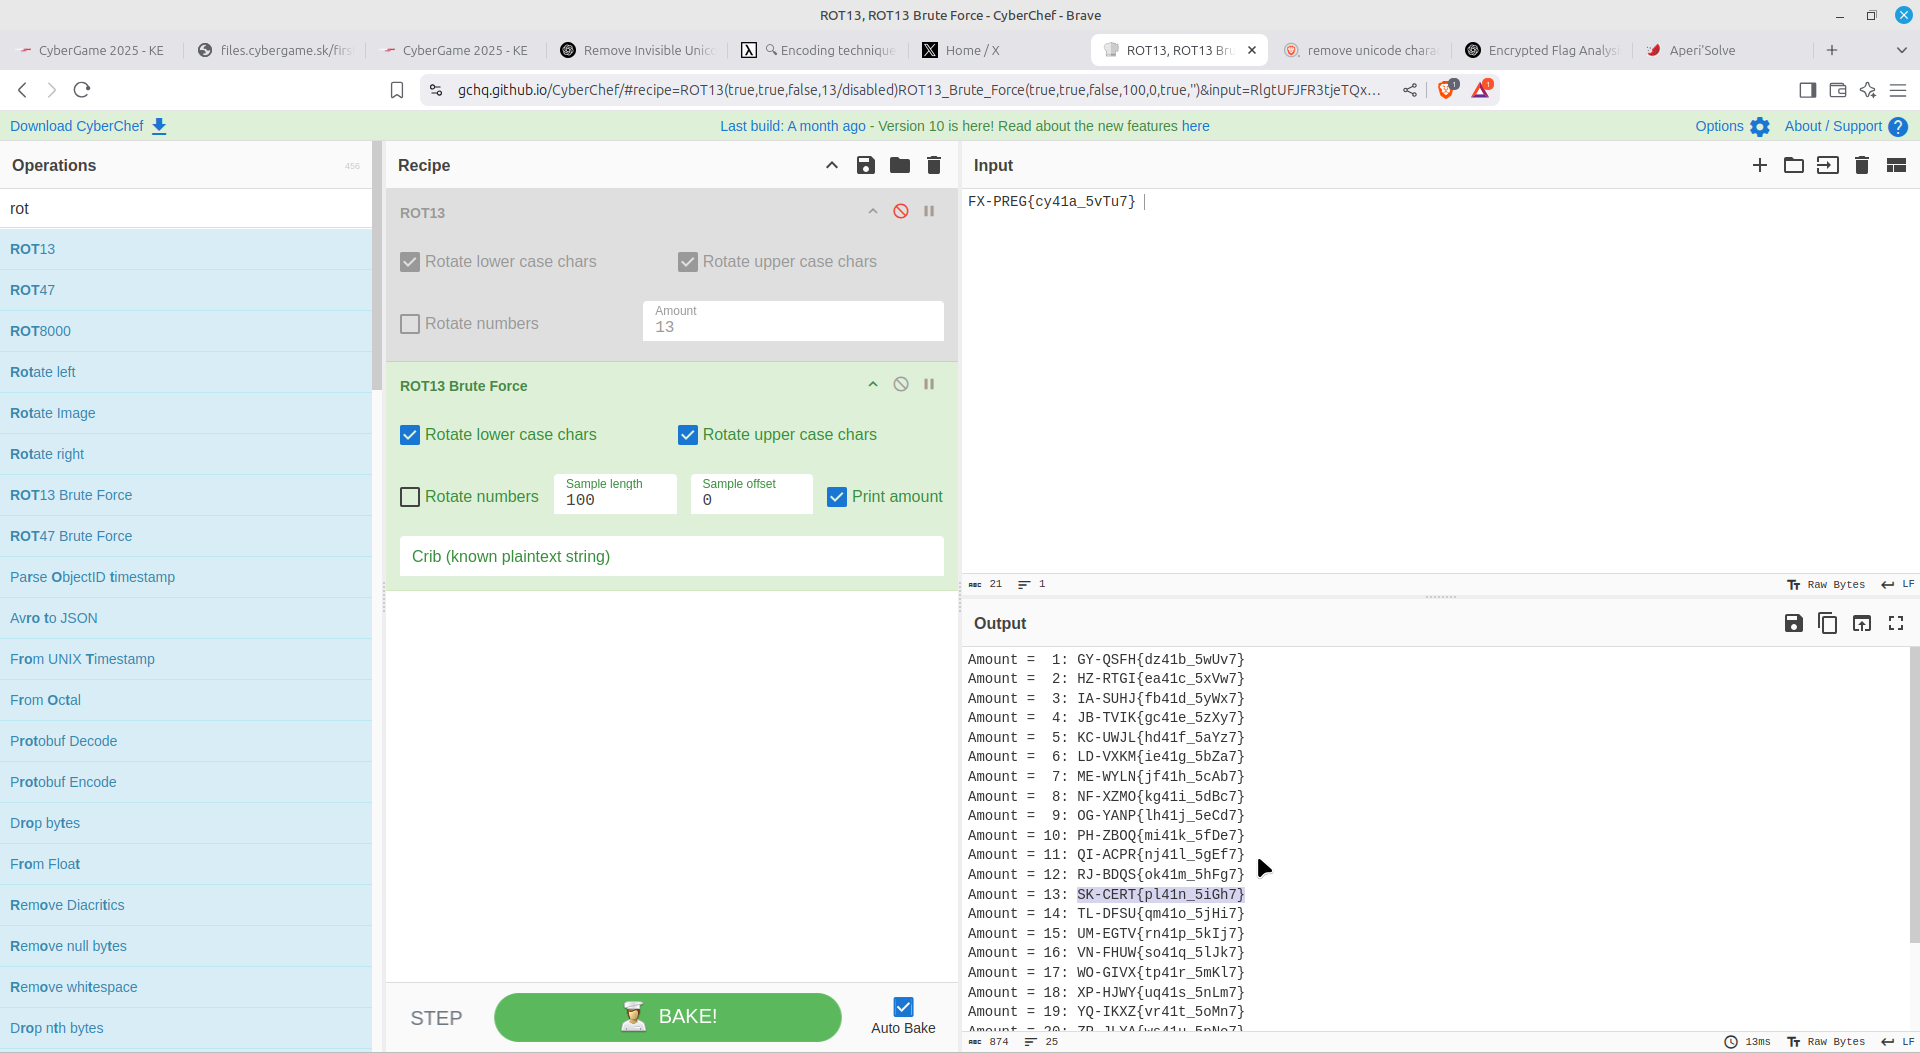 ROT13, ROT13 Brute Force - CyberChef - Brave
CyberGame 2025 - KE
files.cybergame.sk/firs
CyberGame 2025 - KE
Remove Invisible Unico
Encoding technique
Home / X
ROT13, ROT13 Bru
remove unicode chara
Encrypted Flag Analys
Aperi'Solve
gchq.github.io/CyberChef/#recipe=ROT13(true,true,false,13/disabled)ROT13_Brute_Force(true,true,false,100,0,true,'')&input=RlgtUFJFR3tjeTQx...
1
1
Download CyberChef
Last build: A month ago - Version 10 is here! Read about the new features here
Options
About / Support
Operations
456
rot
ROT13
ROT47
ROT8000
Rotate left
Rotate Image
Rotate right
ROT13 Brute Force
ROT47 Brute Force
Parse ObjectID timestamp
Avro to JSON
From UNIX Timestamp
From Octal
Protobuf Decode
Protobuf Encode
Drop bytes
From Float
Remove Diacritics
Remove null bytes
Remove whitespace
Drop nth bytes
Recipe
ROT13
Rotate lower case chars
Rotate upper case chars
Rotate numbers
Amount
13
ROT13 Brute Force
Rotate lower case chars
Rotate upper case chars
Rotate numbers
Sample length
100
Sample offset
0
Print amount
Crib (known plaintext string)
STEP
BAKE!
Auto Bake
Input
FX-PREG{cy41a_5vTu7}
ABC 21
1
Raw Bytes
LF
Output
Amount =  1: GY-QSFH{dz41b_5wUv7}
Amount =  2: HZ-RTGI{ea41c_5xVw7}
Amount =  3: IA-SUHJ{fb41d_5yWx7}
Amount =  4: JB-TVIK{gc41e_5zXy7}
Amount =  5: KC-UWJL{hd41f_5aYz7}
Amount =  6: LD-VXKM{ie41g_5bZa7}
Amount =  7: ME-WYLN{jf41h_5cAb7}
Amount =  8: NF-XZMO{kg41i_5dBc7}
Amount =  9: OG-YANP{lh41j_5eCd7}
Amount = 10: PH-ZBOQ{mi41k_5fDe7}
Amount = 11: QI-ACPR{nj41l_5gEf7}
Amount = 12: RJ-BDQS{ok41m_5hFg7}
Amount = 13: SK-CERT{pl41n_5iGh7}
Amount = 14: TL-DFSU{qm41o_5jHi7}
Amount = 15: UM-EGTV{rn41p_5kIj7}
Amount = 16: VN-FHUW{so41q_5lJk7}
Amount = 17: WO-GIVX{tp41r_5mKl7}
Amount = 18: XP-HJWY{uq41s_5nLm7}
Amount = 19: YQ-IKXZ{vr41t_5oMn7}
ABC 874
25
13ms
Raw Bytes
LF